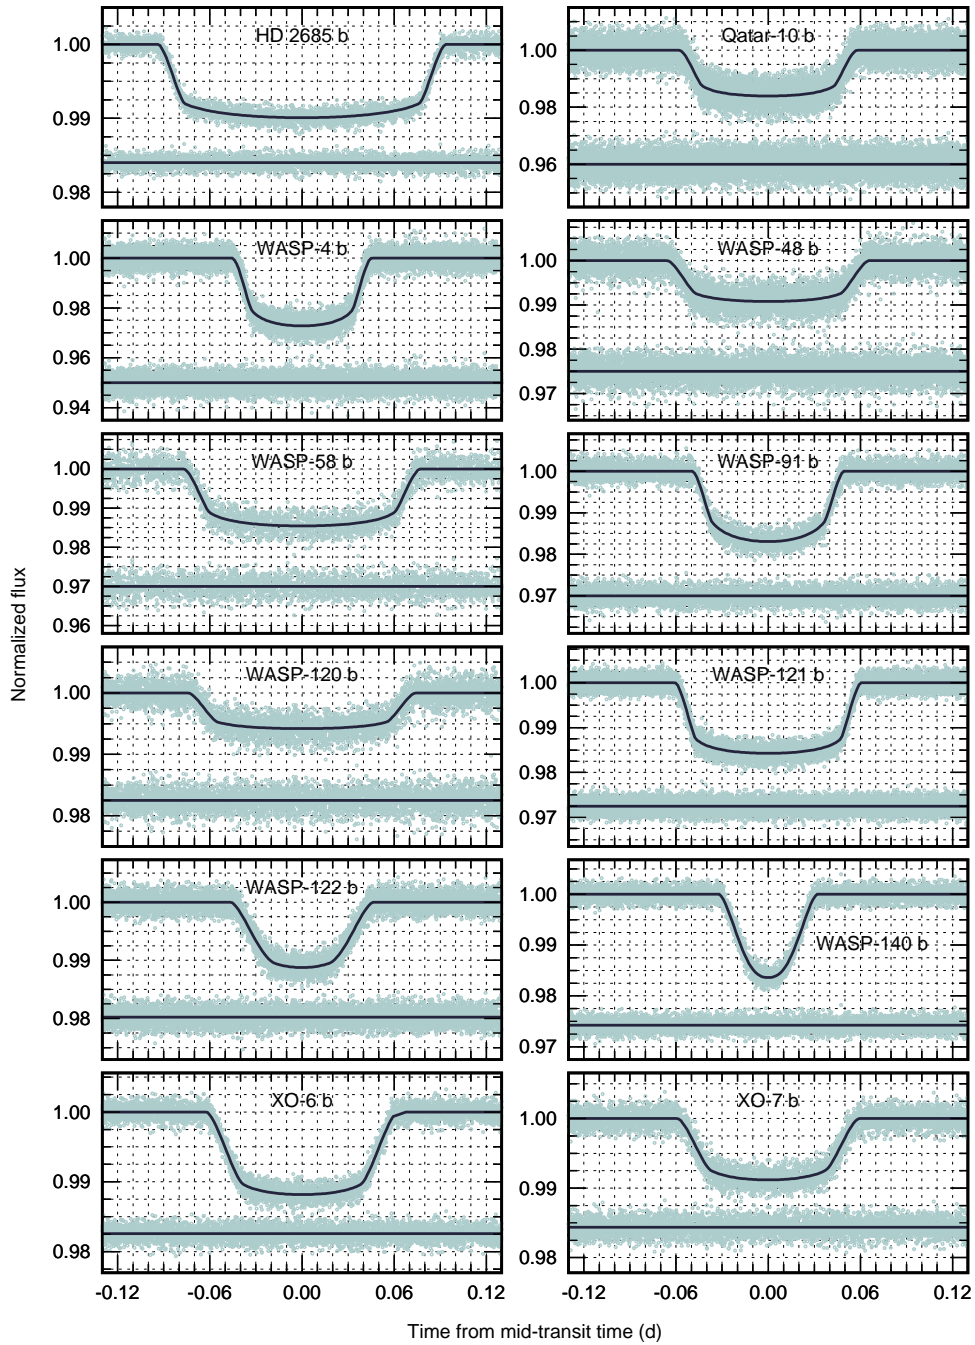 HD 2685 b
1.00
0.99
0.98
Qatar-10 b
1.00
0.98
0.96
WASP-4 b
1.00
0.98
0.96
0.94
WASP-48 b
1.00
0.99
0.98
0.97
WASP-58 b
1.00
0.99
0.98
0.97
0.96
WASP-91 b
1.00
0.99
0.98
0.97
Normalized flux
WASP-120 b
1.00
0.99
0.98
WASP-121 b
1.00
0.99
0.98
0.97
WASP-122 b
1.00
0.99
0.98
WASP-140 b
1.00
0.99
0.98
0.97
XO-6 b
1.00
0.99
0.98
XO-7 b
1.00
0.99
0.98
-0.12 -0.06 0.00 0.06 0.12
-0.12 -0.06 0.00 0.06 0.12
Time from mid-transit time (d)